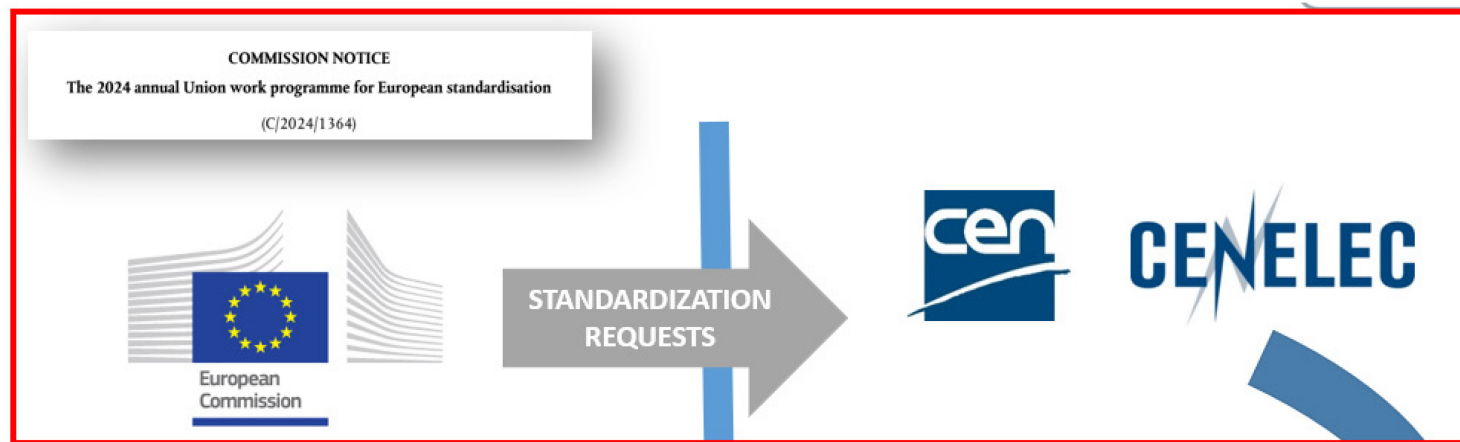 COMMISSION NOTICE
The 2024 annual Union work programme for European standardisation
(C/2024/1364)
European
Commission
STANDARDIZATION
REQUESTS
cen
CENELEC